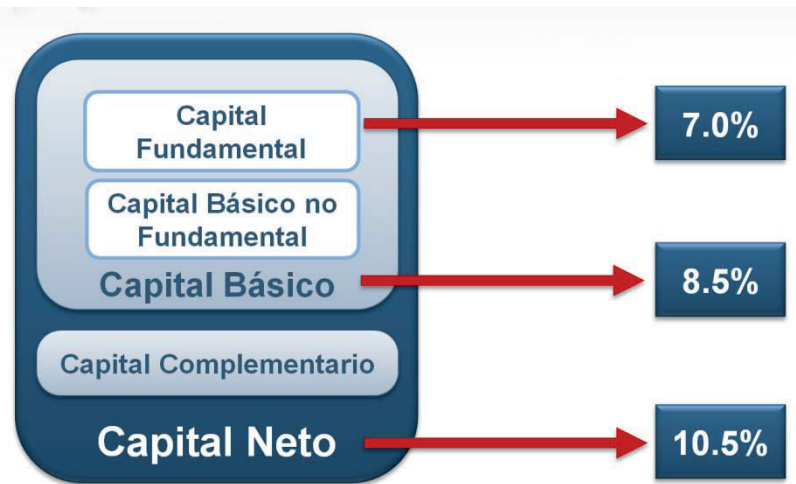 Capital
Fundamental
7.0%
Capital Básico no
Fundamental
Capital Básico
8.5%
Capital Complementario
Capital Neto
10.5%